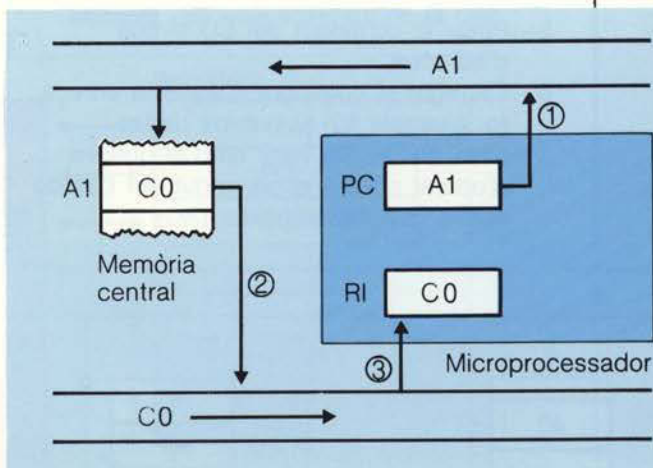 A1
①
A1 C0
PC A1
Memòria
central
②
RI C0
③
Microprocessador
C0